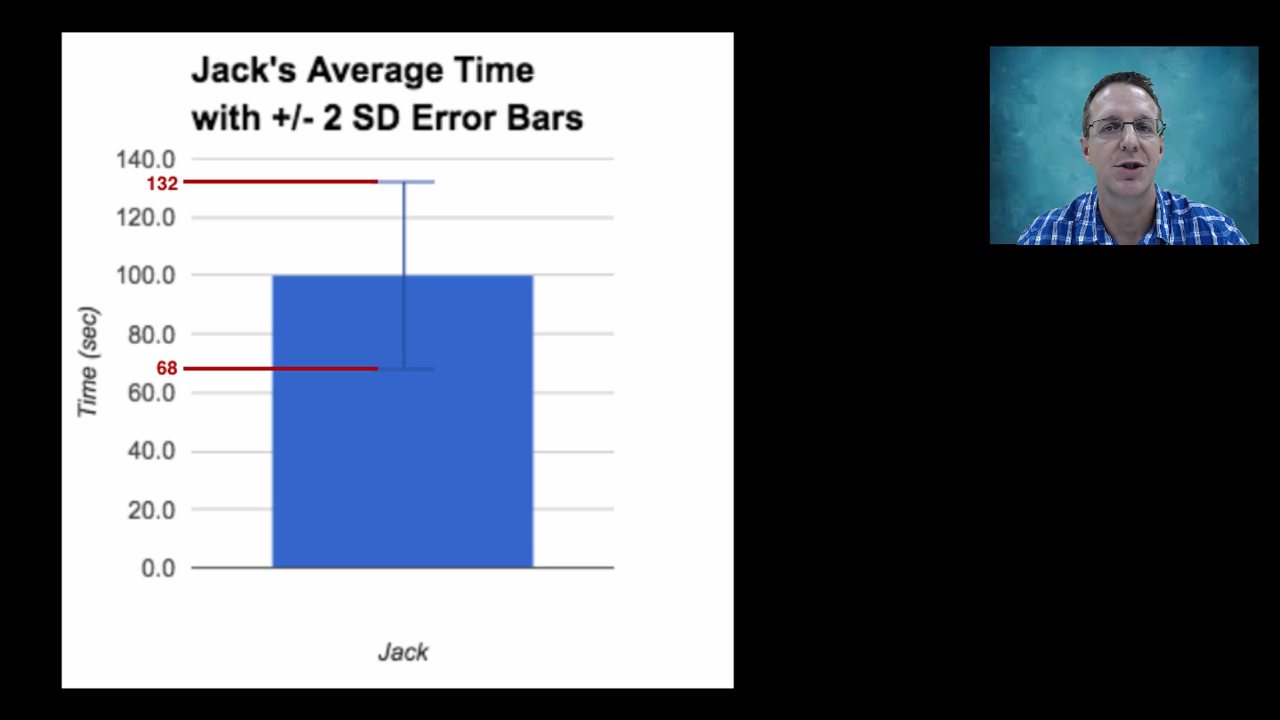 Jack's Average Time
with +/- 2 SD Error Bars
140.0
132
120.0
100.0
80.0
68
60.0
40.0
20.0
0.0
Time (sec)
Jack